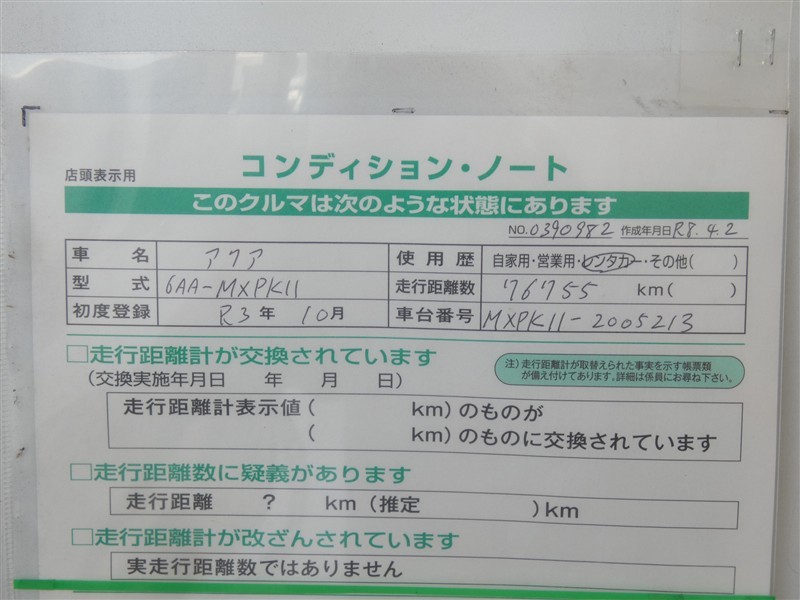 コンディション・ノート
店頭表示用
このクルマは次のような状態にあります
NO. 0390982 作成年月日 R8.4.2
車名 アクア 使用歴 自家用・営業用・レンタカー・その他( )
型式 6AA-MXPK11 走行距離数 76755 km( )
初度登録 R3年 10月 車台番号 MXPK11-2005213
□走行距離計が交換されています
(交換実施年月日 年 月 日)
注)走行距離計が取替えられた事実を示す帳票類
が備え付けてあります。詳細は係員にお尋ね下さい。
走行距離計表示値( km)のものが
( km)のものに交換されています
□走行距離数に疑義があります
走行距離 ? km(推定 )km
□走行距離計が改ざんされています
実走行距離数ではありません